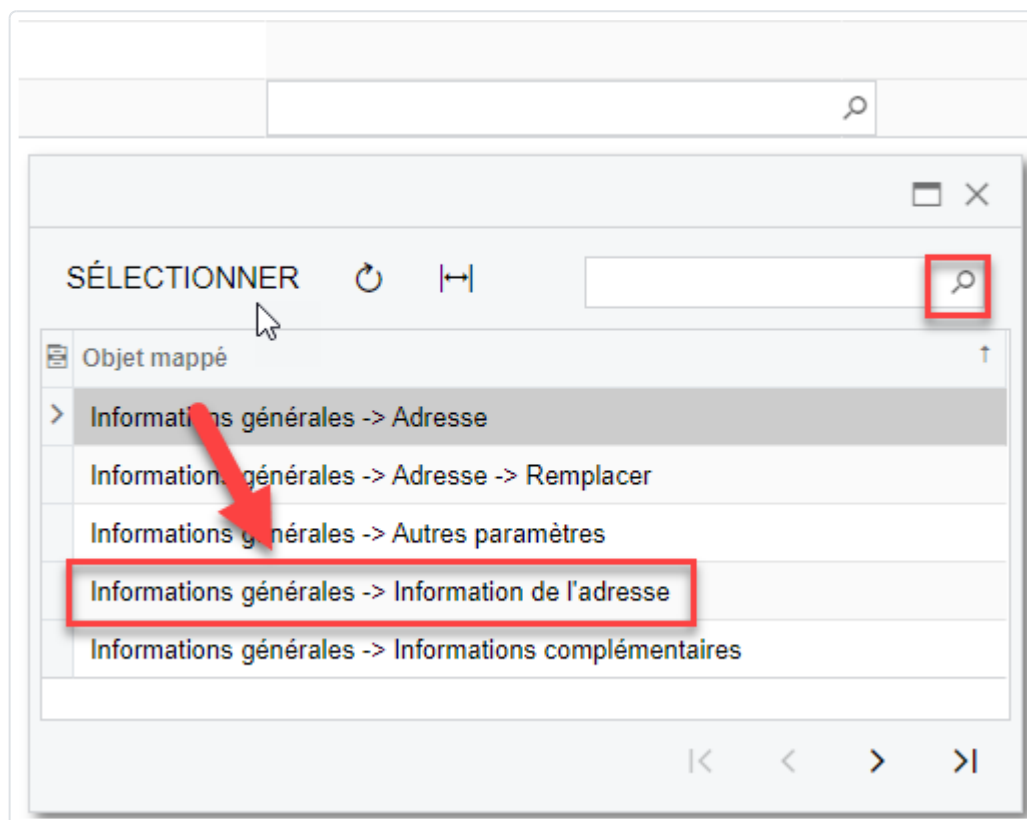 SÉLECTIONNER
Objet mappé
Informations générales -> Adresse
Informations générales -> Adresse -> Remplacer
Informations générales -> Autres paramètres
Informations générales -> Information de l'adresse
Informations générales -> Informations complémentaires